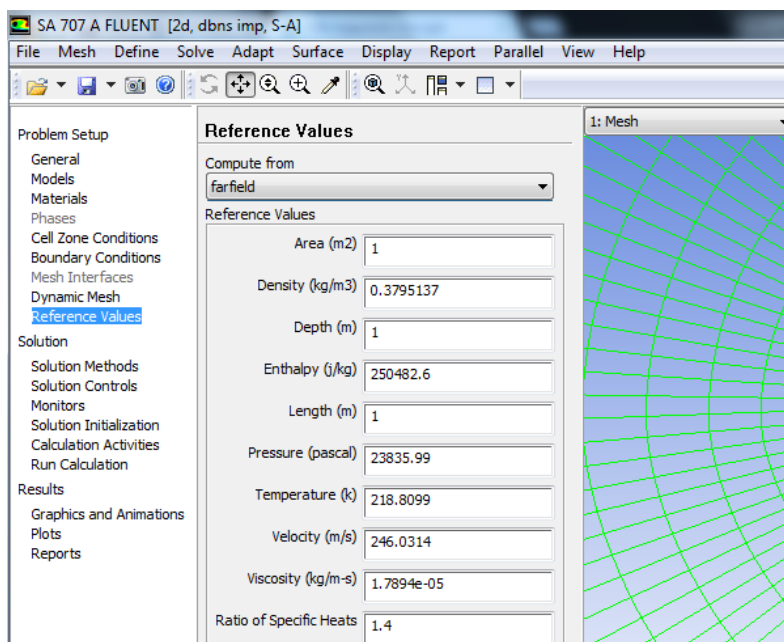 SA 707 A FLUENT [2d, dbns imp, S-A]
File Mesh Define Solve Adapt Surface Display Report Parallel View Help
Problem Setup
General
Models
Materials
Phases
Cell Zone Conditions
Boundary Conditions
Mesh Interfaces
Dynamic Mesh
Reference Values
Solution
Solution Methods
Solution Controls
Monitors
Solution Initialization
Calculation Activities
Run Calculation
Results
Graphics and Animations
Plots
Reports
Reference Values
Compute from
farfield
Reference Values
Area (m2) 1
Density (kg/m3) 0.3795137
Depth (m) 1
Enthalpy (j/kg) 250482.6
Length (m) 1
Pressure (pascal) 23835.99
Temperature (k) 218.8099
Velocity (m/s) 246.0314
Viscosity (kg/m-s) 1.7894e-05
Ratio of Specific Heats 1.4
1: Mesh